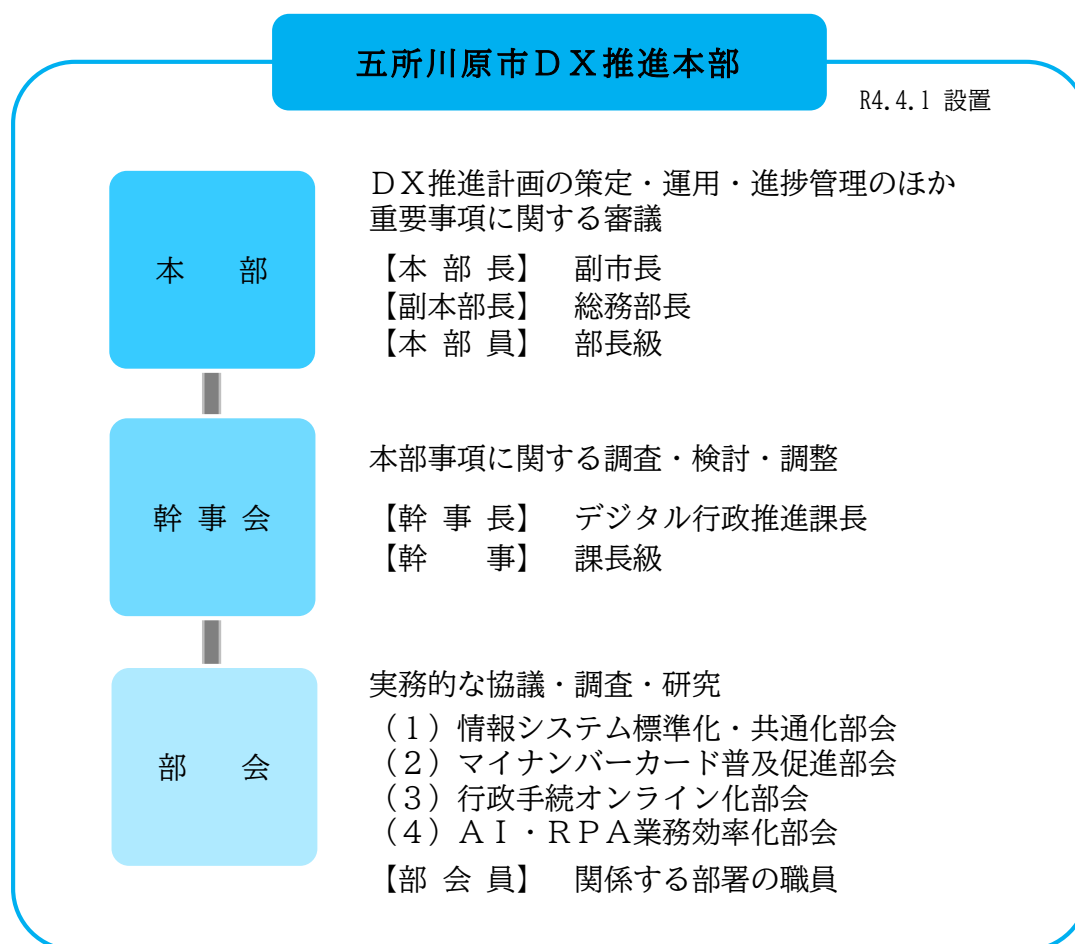 五所川原市ＤＸ推進本部
R4.4.1 設置
本　　部
ＤＸ推進計画の策定・運用・進捗管理のほか
重要事項に関する審議
【本 部 長】　副市長
【副本部長】　総務部長
【本 部 員】　部長級
幹 事 会
本部事項に関する調査・検討・調整
【幹 事 長】　デジタル行政推進課長
【幹　　事】　課長級
部　　会
実務的な協議・調査・研究
（１）情報システム標準化・共通化部会
（２）マイナンバーカード普及促進部会
（３）行政手続オンライン化部会
（４）ＡＩ・ＲＰＡ業務効率化部会
【部 会 員】　関係する部署の職員